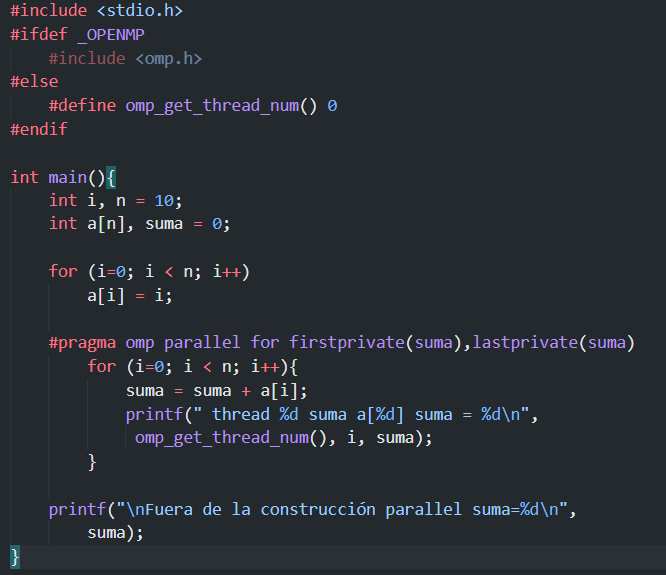 #include <stdio.h>
#ifdef _OPENMP
    #include <omp.h>
#else
    #define omp_get_thread_num() 0
#endif

int main(){
    int i, n = 10;
    int a[n], suma = 0;

    for (i=0; i < n; i++)
        a[i] = i;

    #pragma omp parallel for firstprivate(suma),lastprivate(suma)
        for (i=0; i < n; i++){
            suma = suma + a[i];
            printf(" thread %d suma a[%d] suma = %d\n",
             omp_get_thread_num(), i, suma);
        }

    printf("\nFuera de la construcción parallel suma=%d\n",
        suma);
}